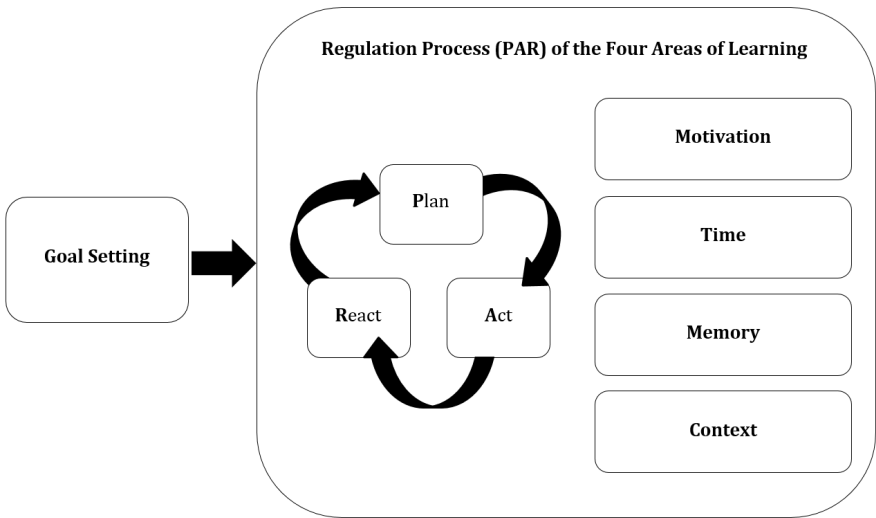 Regulation Process (PAR) of the Four Areas of Learning
Goal Setting
Plan
Act
React
Motivation
Time
Memory
Context